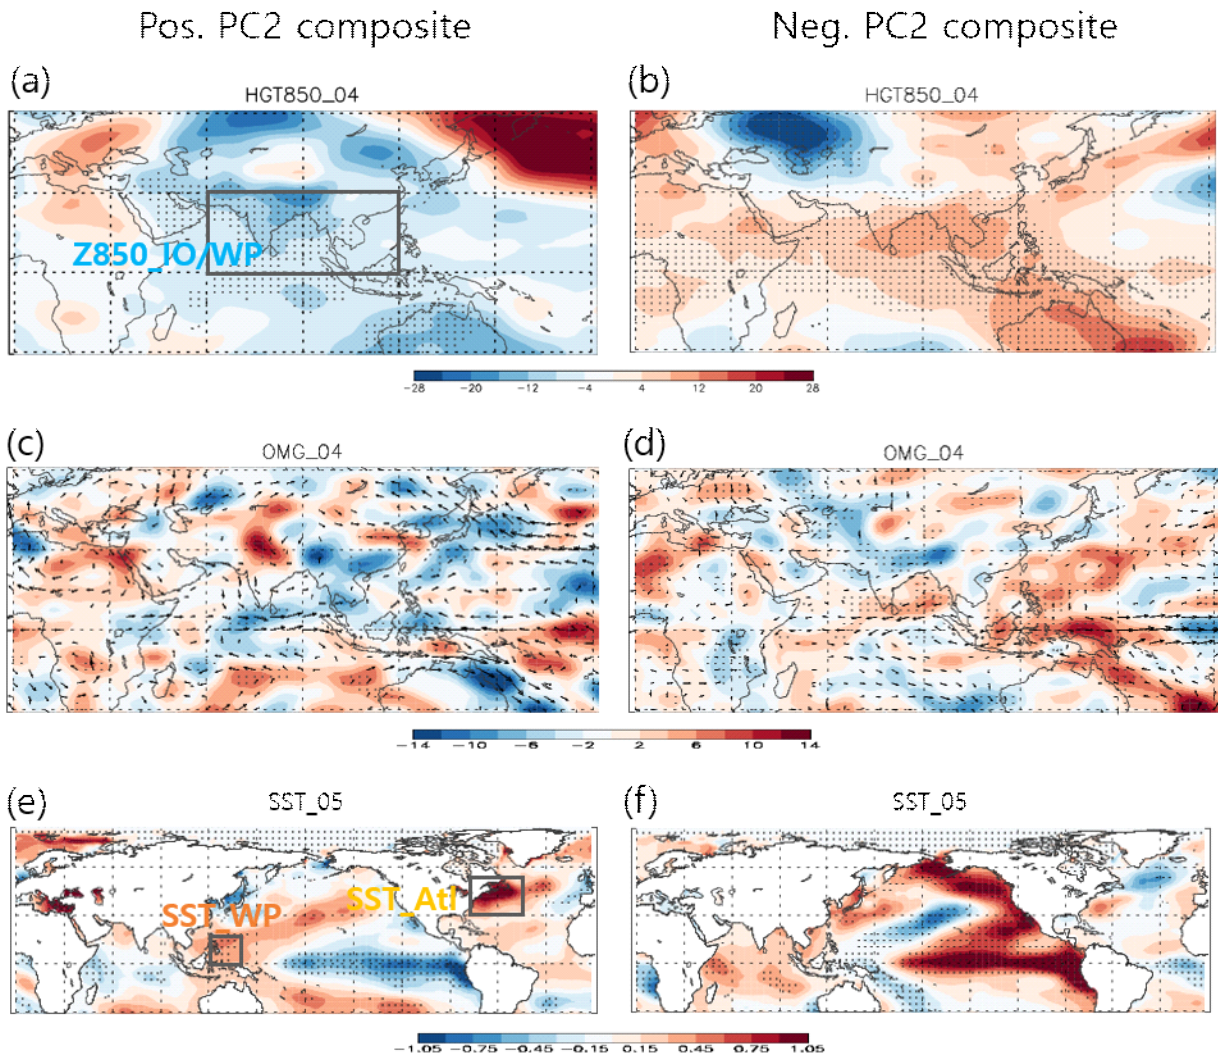 Pos. PC2 composite
Neg. PC2 composite
(a)
HGT850_04
(b)
HGT850_04
Z850_IO/WP
-28 -20 -12 -4 4 12 20 28
(c)
OMG_04
(d)
OMG_04
-14 -10 -6 -2 2 6 10 14
(e)
SST_05
(f)
SST_05
SST_Atl
SST_WP
-1.05 -0.75 -0.45 -0.15 0.15 0.45 0.75 1.05